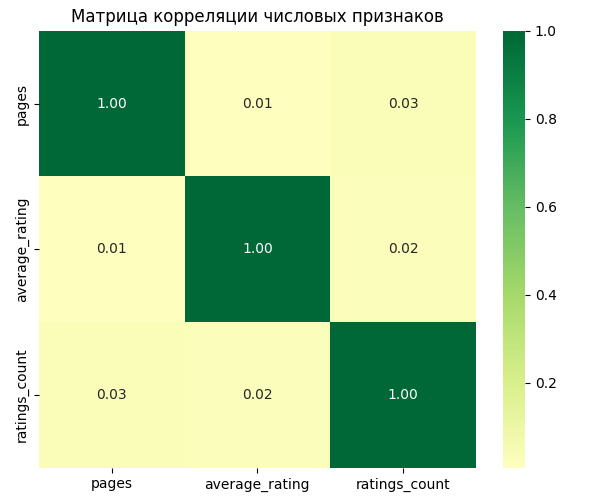 Матрица корреляции числовых признаков
pages
1.00
0.01
0.03
average_rating
0.01
1.00
0.02
ratings_count
0.03
0.02
1.00
pages
average_rating
ratings_count
1.0
0.8
0.6
0.4
0.2